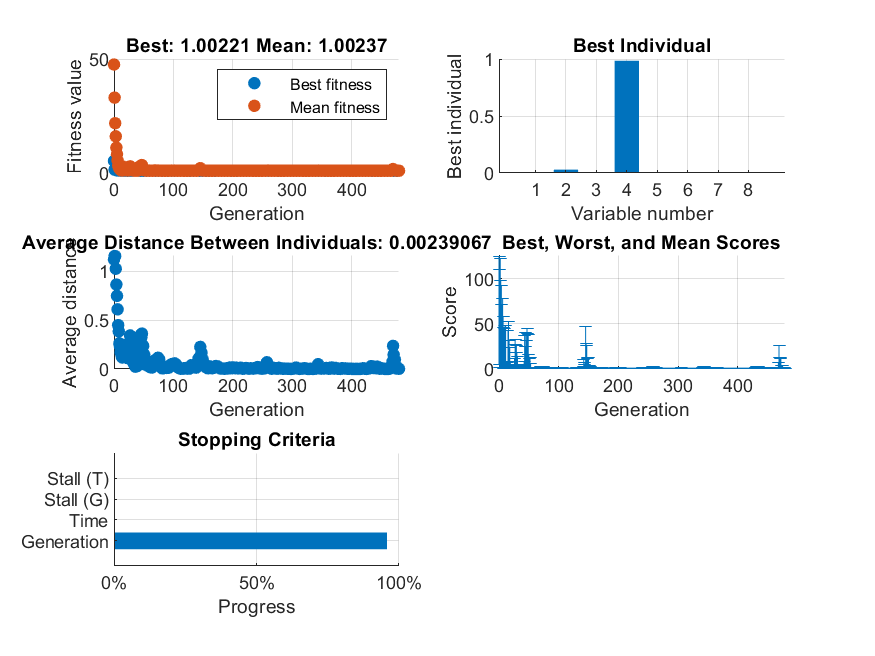 Best: 1.00221 Mean: 1.00237
Fitness value
50
0
Best fitness
Mean fitness
0 100 200 300 400
Generation
Best Individual
Best individual
1
0.5
0
1 2 3 4 5 6 7 8
Variable number
Average Distance Between Individuals: 0.00239067
Average distance
1
0.5
0
0 100 200 300 400
Generation
Best, Worst, and Mean Scores
Score
100
50
0
0 100 200 300 400
Generation
Stopping Criteria
Stall (T)
Stall (G)
Time
Generation
0% 50% 100%
Progress